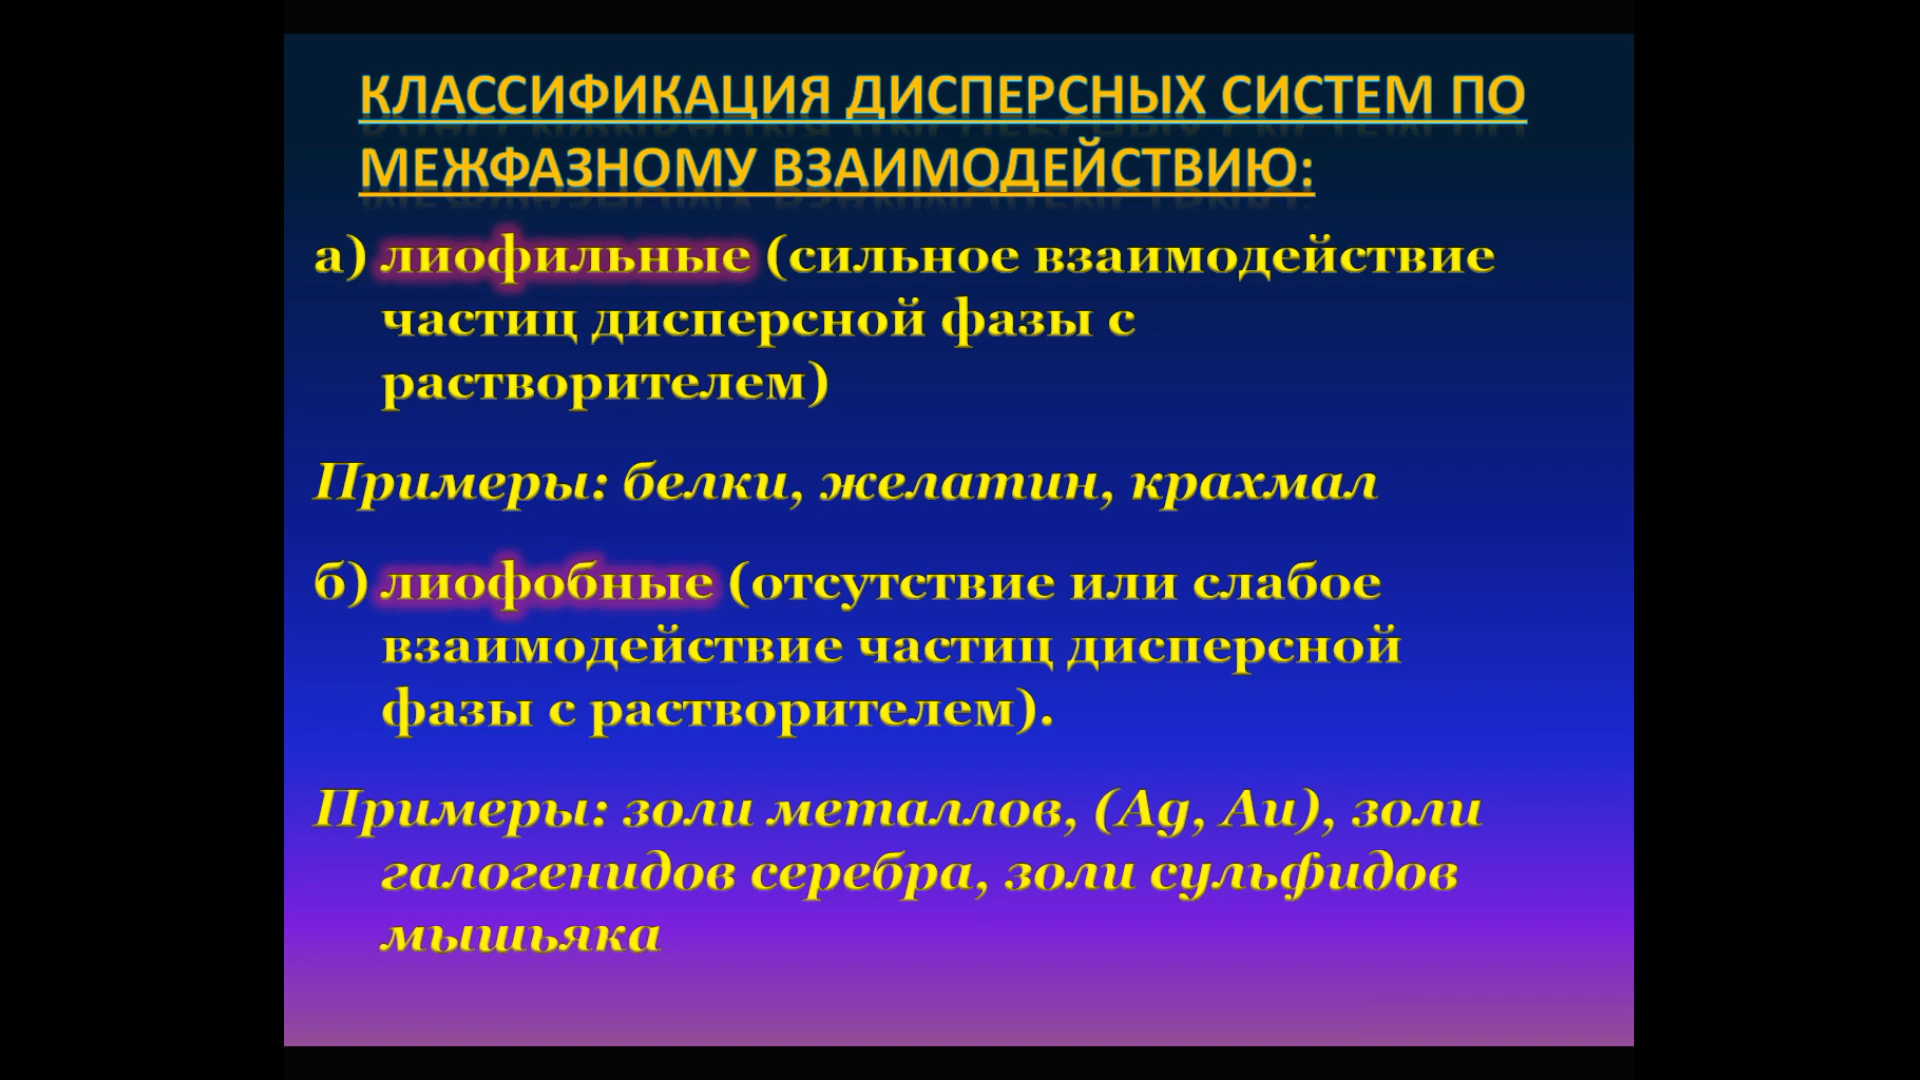 КЛАССИФИКАЦИЯ ДИСПЕРСНЫХ СИСТЕМ ПО
МЕЖФАЗНОМУ ВЗАИМОДЕЙСТВИЮ:
а) лиофильные (сильное взаимодействие
частиц дисперсной фазы с
растворителем)
Примеры: белки, желатин, крахмал
б) лиофобные (отсутствие или слабое
взаимодействие частиц дисперсной
фазы с растворителем).
Примеры: золи металлов, (Ag, Au), золи
галогенидов серебра, золи сульфидов
мышьяка